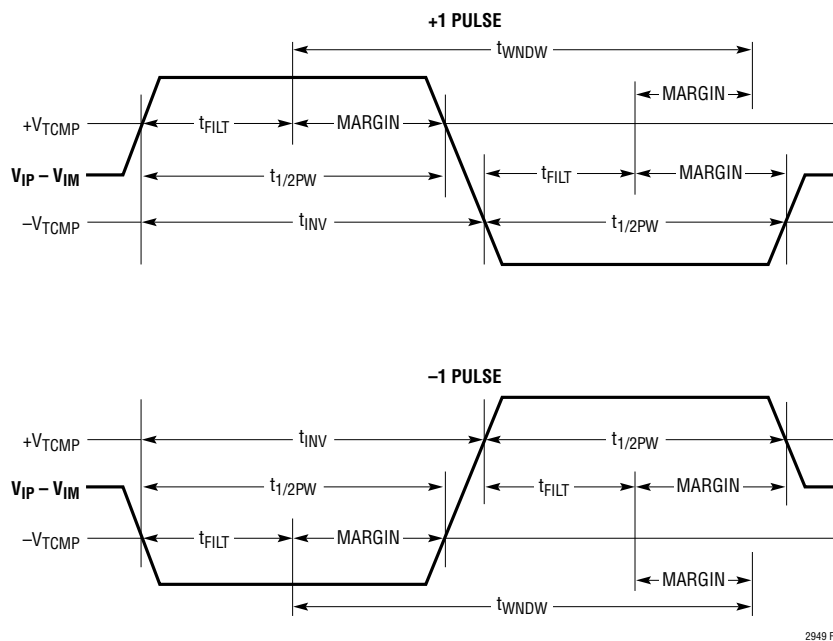 +1 PULSE
tWNDW
MARGIN
+VTCMP
tFILT
MARGIN
VIP – VIM
t1/2PW
tFILT
MARGIN
–VTCMP
tINV
t1/2PW
–1 PULSE
+VTCMP
tINV
t1/2PW
VIP – VIM
t1/2PW
tFILT
MARGIN
–VTCMP
tFILT
MARGIN
MARGIN
tWNDW
2949 F